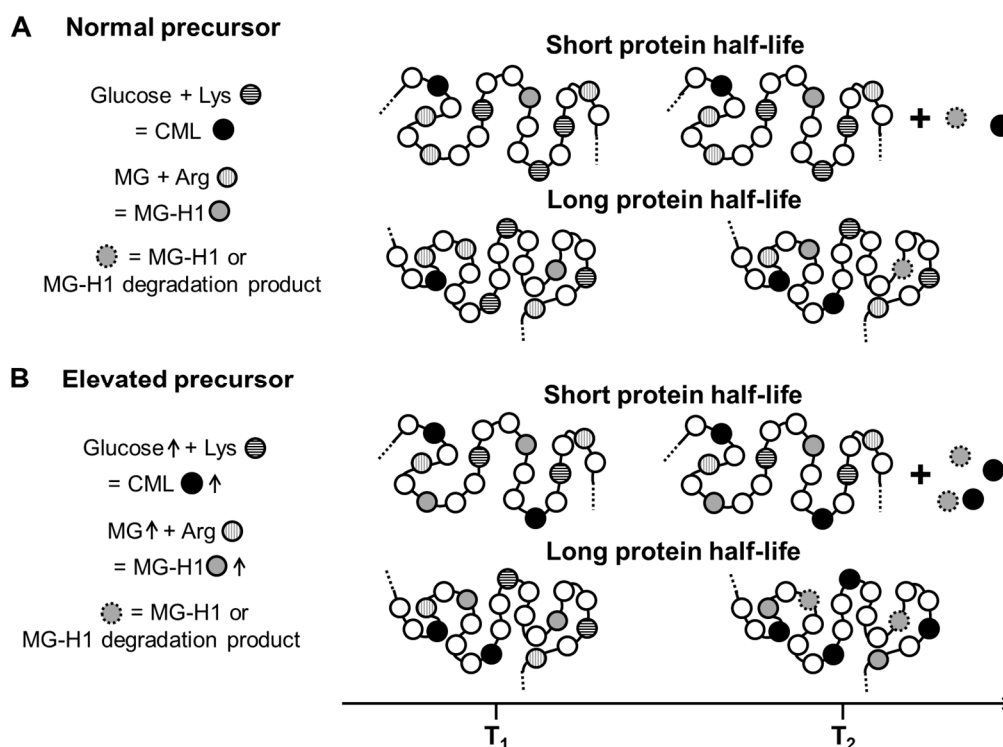 A Normal precursor
Short protein half-life
Glucose + Lys
= CML
MG + Arg
= MG-H1
= MG-H1 or
MG-H1 degradation product
+
Long protein half-life
B Elevated precursor
Short protein half-life
Glucose↑ + Lys
= CML ↑
MG↑ + Arg
= MG-H1 ↑
= MG-H1 or
MG-H1 degradation product
+
Long protein half-life
T₁ T₂